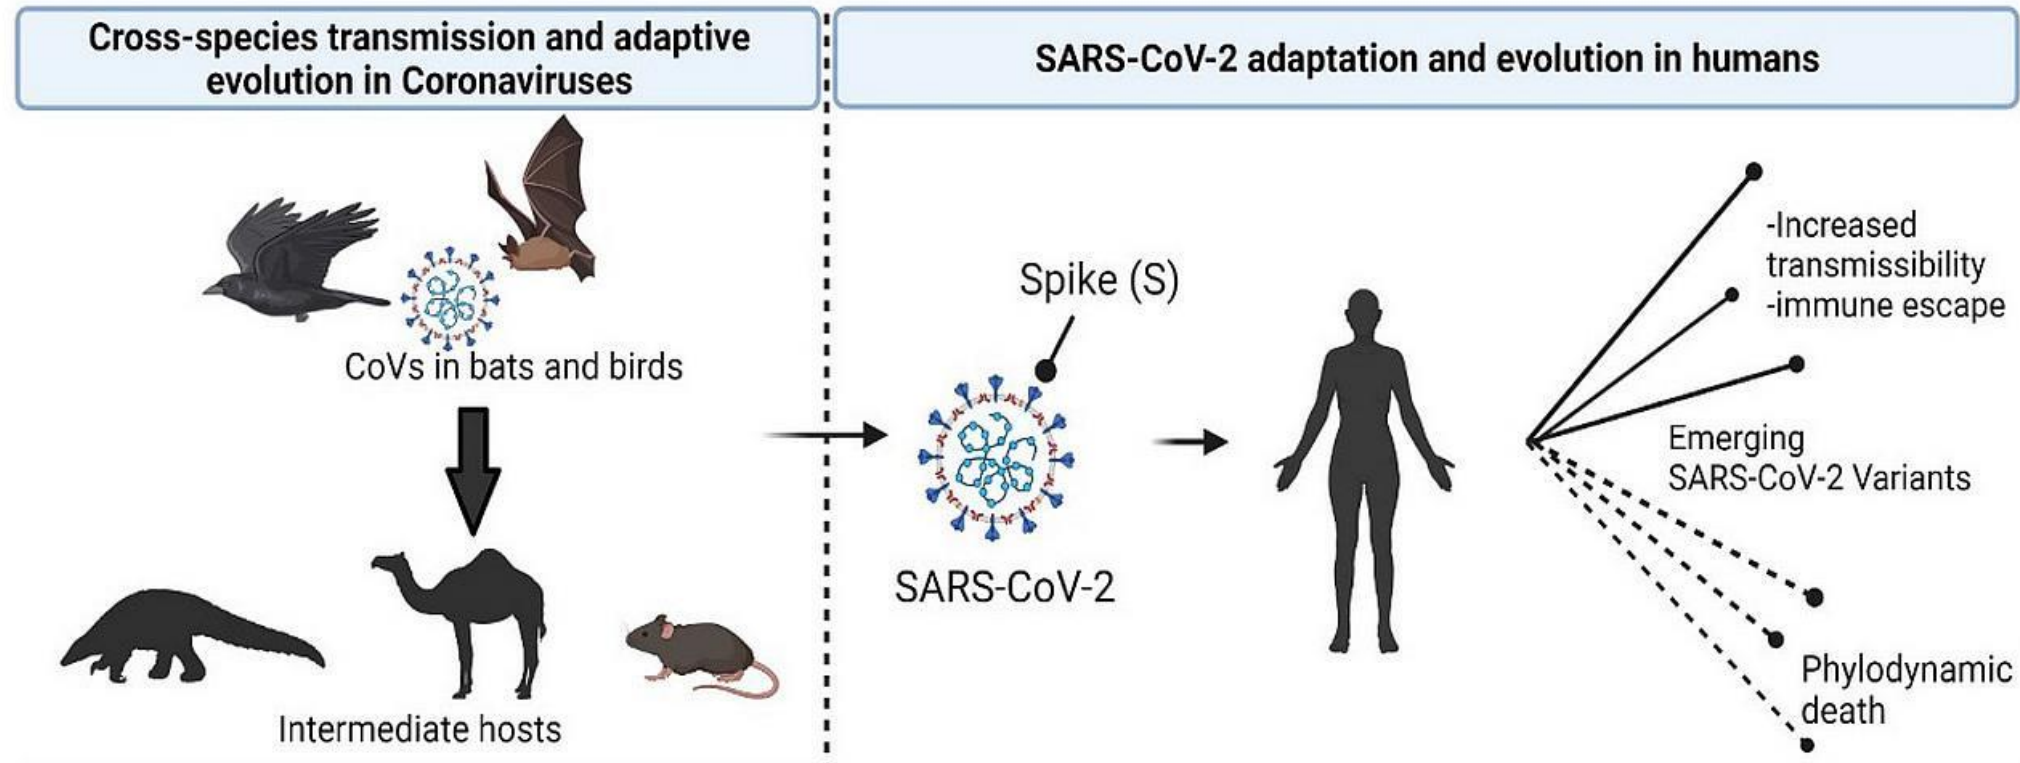 Cross-species transmission and adaptive
evolution in Coronaviruses
SARS-CoV-2 adaptation and evolution in humans
CoVs in bats and birds
Intermediate hosts
Spike (S)
SARS-CoV-2
-Increased
transmissibility
-immune escape
Emerging
SARS-CoV-2 Variants
Phylodynamic
death